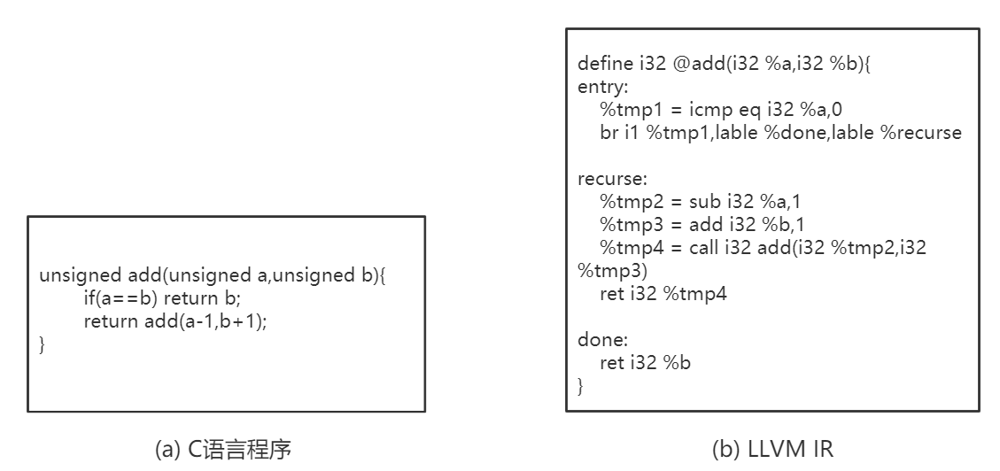 unsigned add(unsigned a,unsigned b){
if(a==b) return b;
return add(a-1,b+1);
}
(a) C语言程序
define i32 @add(i32 %a,i32 %b){
entry:
%tmp1 = icmp eq i32 %a,0
br i1 %tmp1,lable %done,lable %recurse
recurse:
%tmp2 = sub i32 %a,1
%tmp3 = add i32 %b,1
%tmp4 = call i32 add(i32 %tmp2,i32
%tmp3)
ret i32 %tmp4
done:
ret i32 %b
}
(b) LLVM IR